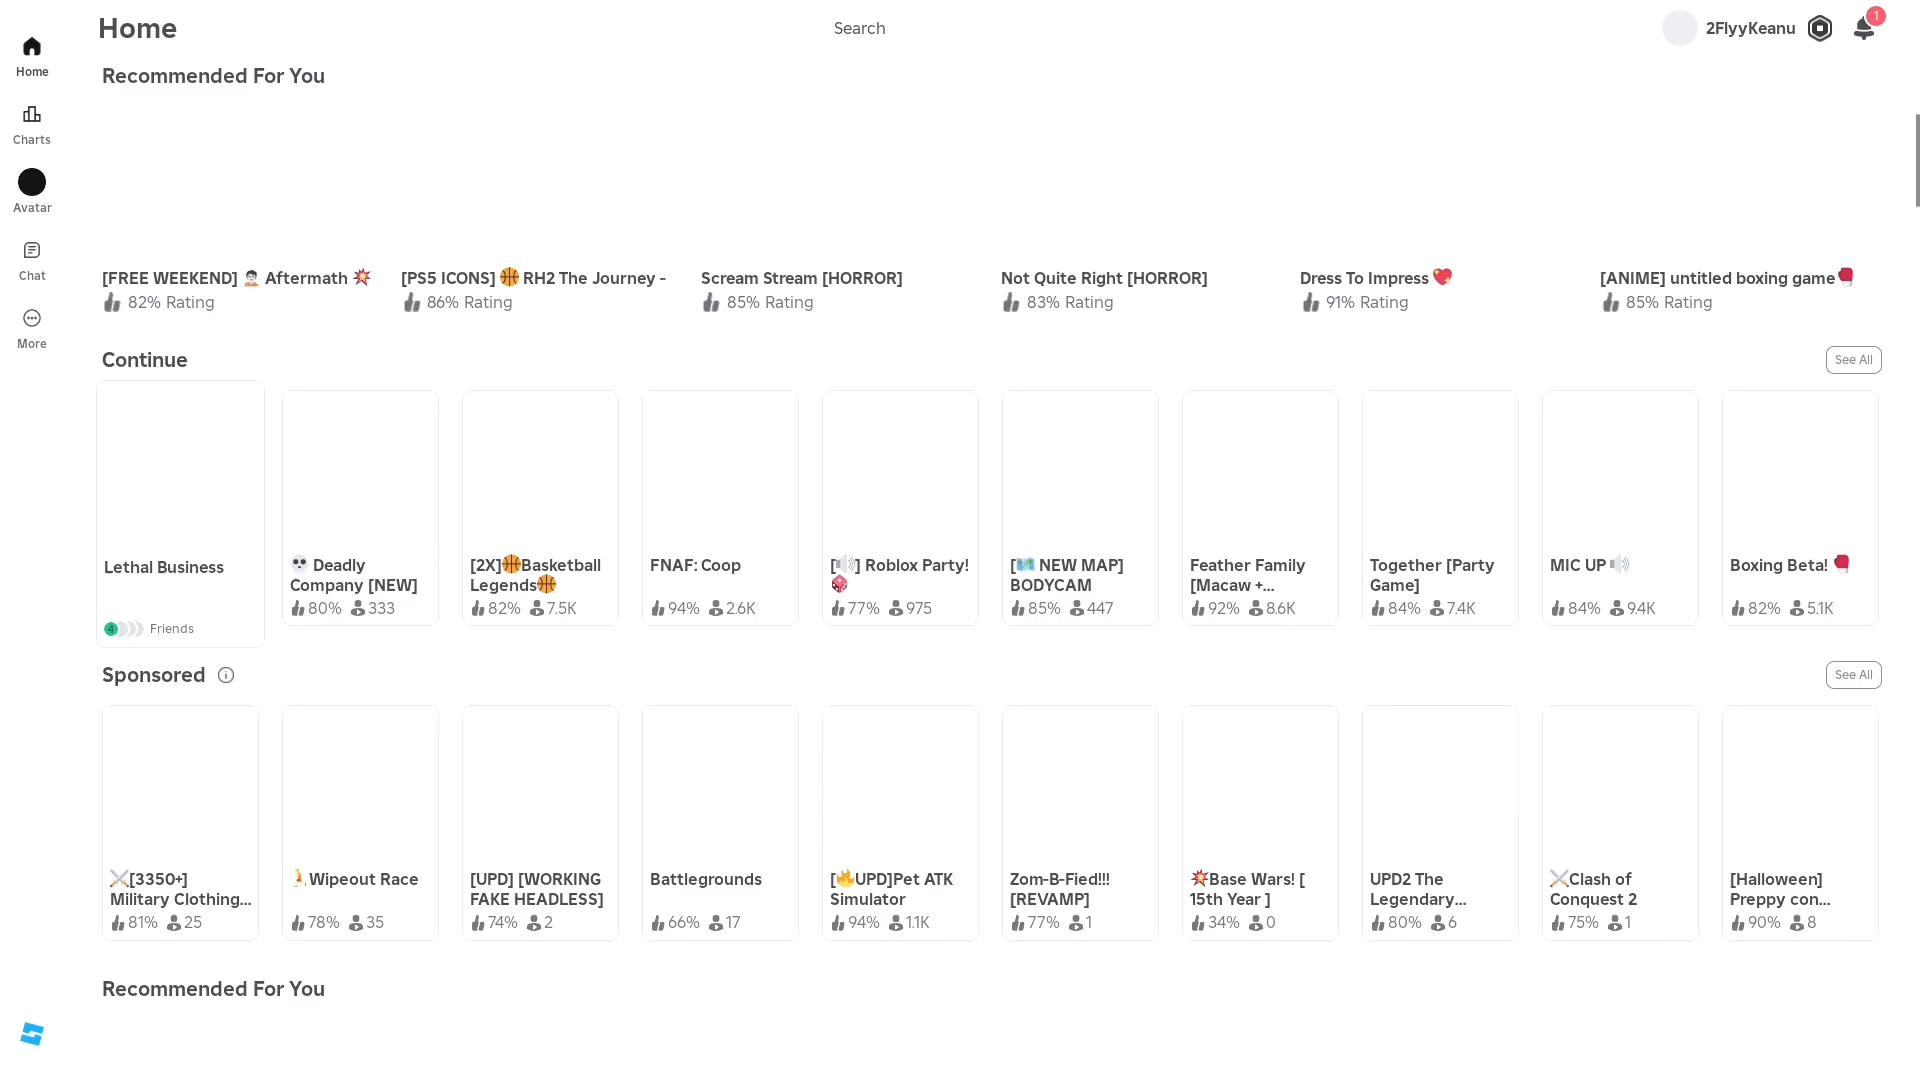 Home
Search
2FlyyKeanu
1
Home
Charts
Avatar
Chat
More
Recommended For You
[FREE WEEKEND] 🧟🏻 Aftermath 💥
82% Rating
[PS5 ICONS] 🏀 RH2 The Journey -
86% Rating
Scream Stream [HORROR]
85% Rating
Not Quite Right [HORROR]
83% Rating
Dress To Impress 💖
91% Rating
[ANIME] untitled boxing game🥊
85% Rating
Continue
See All
Lethal Business
4
Friends
💀 Deadly
Company [NEW]
80% 333
[2X]🏀Basketball
Legends🏀
82% 7.5K
FNAF: Coop
94% 2.6K
[🔊] Roblox Party!
🎲
77% 975
[🗺️ NEW MAP]
BODYCAM
85% 447
Feather Family
[Macaw +...
92% 8.6K
Together [Party
Game]
84% 7.4K
MIC UP 🔊
84% 9.4K
Boxing Beta! 🥊
82% 5.1K
Sponsored
See All
⚔️[3350+]
Military Clothing...
81% 25
🏃Wipeout Race
78% 35
[UPD] [WORKING
FAKE HEADLESS]
74% 2
Battlegrounds
66% 17
[🔥UPD]Pet ATK
Simulator
94% 1.1K
Zom-B-Fied!!!
[REVAMP]
77% 1
💥Base Wars! [
15th Year ]
34% 0
UPD2 The
Legendary...
80% 6
⚔️Clash of
Conquest 2
75% 1
[Halloween]
Preppy con...
90% 8
Recommended For You